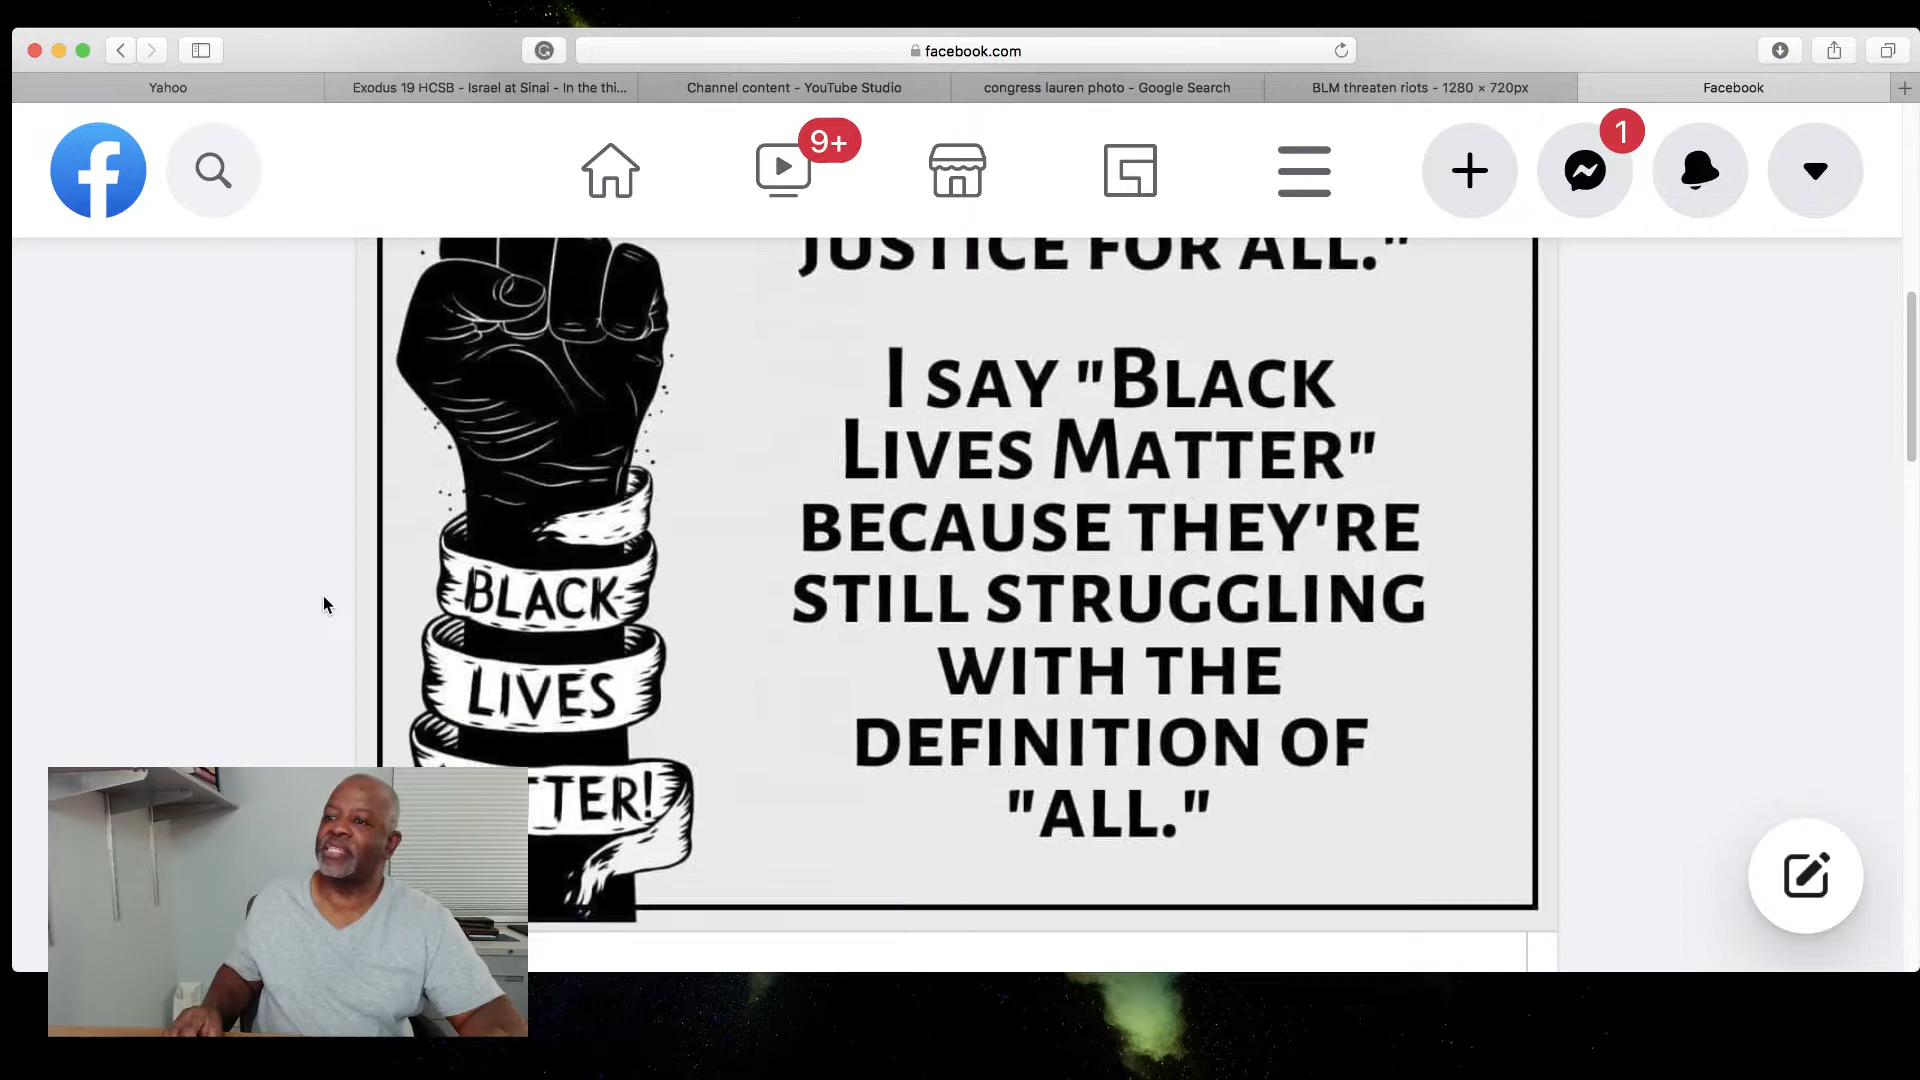 facebook.com
Yahoo
Exodus 19 HCSB - Israel at Sinai - In the thi...
Channel content - YouTube Studio
congress lauren photo - Google Search
BLM threaten riots - 1280 × 720px
Facebook
9+
1
JUSTICE FOR ALL."
I SAY "BLACK
LIVES MATTER"
BECAUSE THEY'RE
STILL STRUGGLING
WITH THE
DEFINITION OF
"ALL."
BLACK
LIVES
TTER!